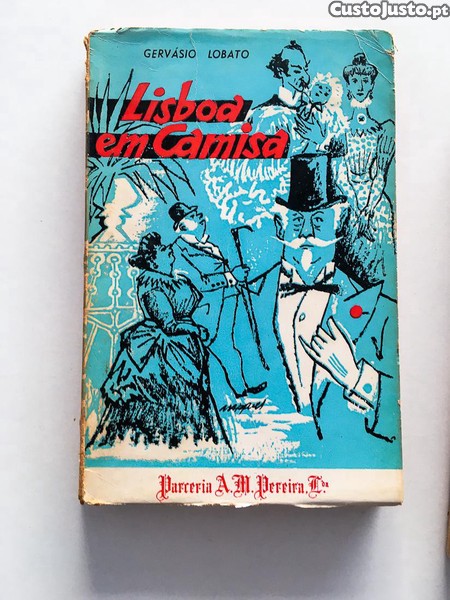 CustoJusto.pt
GERVÁSIO LOBATO
Lisboa
em Camisa
Parceria A. M. Pereira, L.da